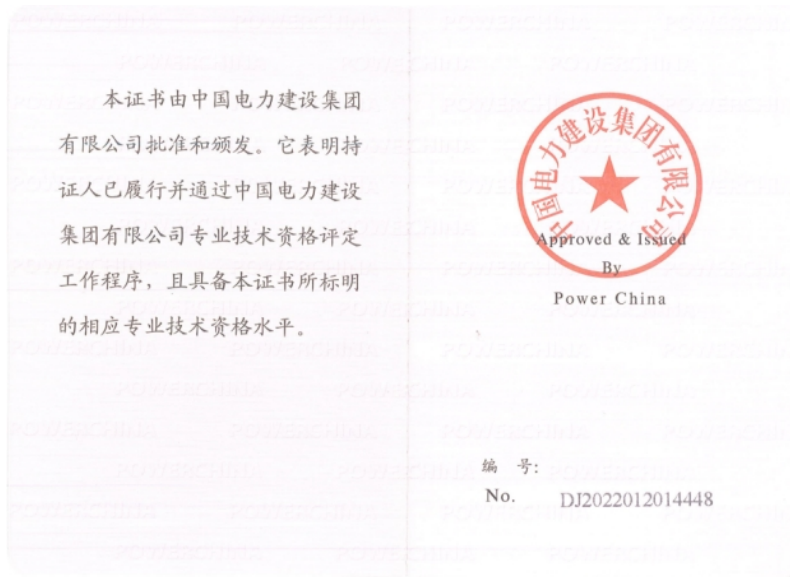 本证书由中国电力建设集团
有限公司批准和颁发。它表明持
证人已履行并通过中国电力建设
集团有限公司专业技术资格评定
工作程序，且具备本证书所标明
的相应专业技术资格水平。
中国电力建设集团有限公司
Approved & Issued
By
Power China
编 号:
No. DJ2022012014448